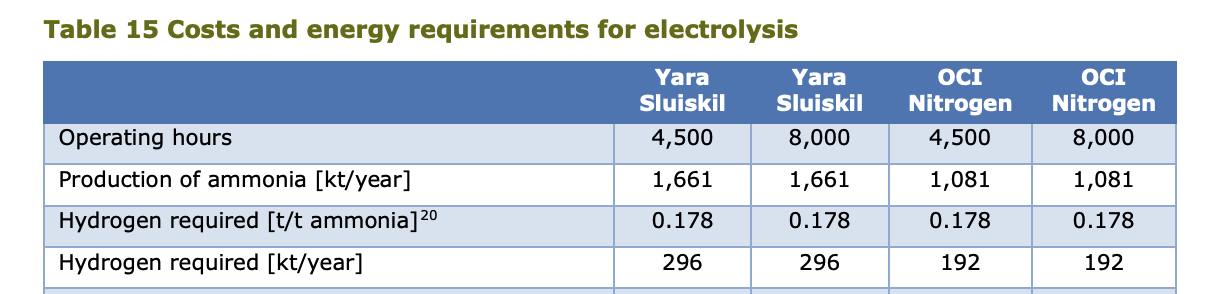 Table 15 Costs and energy requirements for electrolysis
Yara Sluiskil Yara Sluiskil OCI Nitrogen OCI Nitrogen
Operating hours 4,500 8,000 4,500 8,000
Production of ammonia [kt/year] 1,661 1,661 1,081 1,081
Hydrogen required [t/t ammonia]20 0.178 0.178 0.178 0.178
Hydrogen required [kt/year] 296 296 192 192